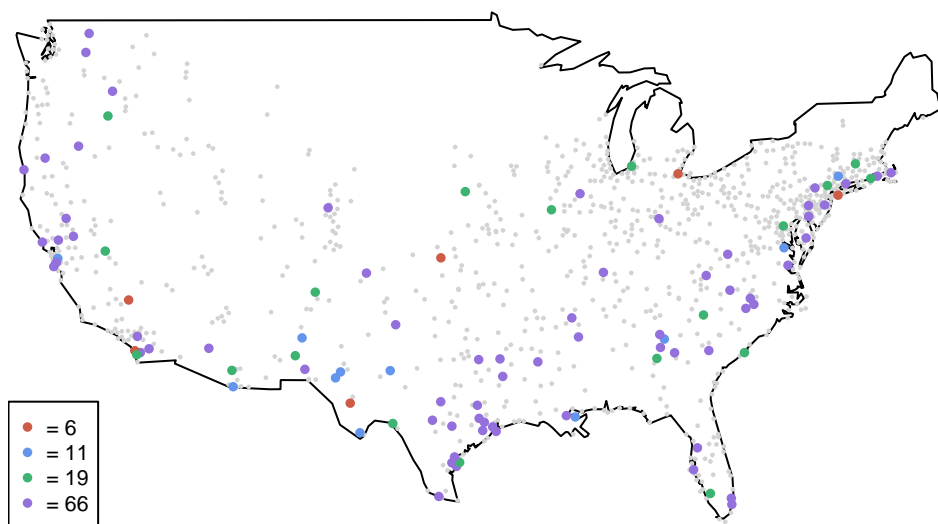 = 6
= 11
= 19
= 66